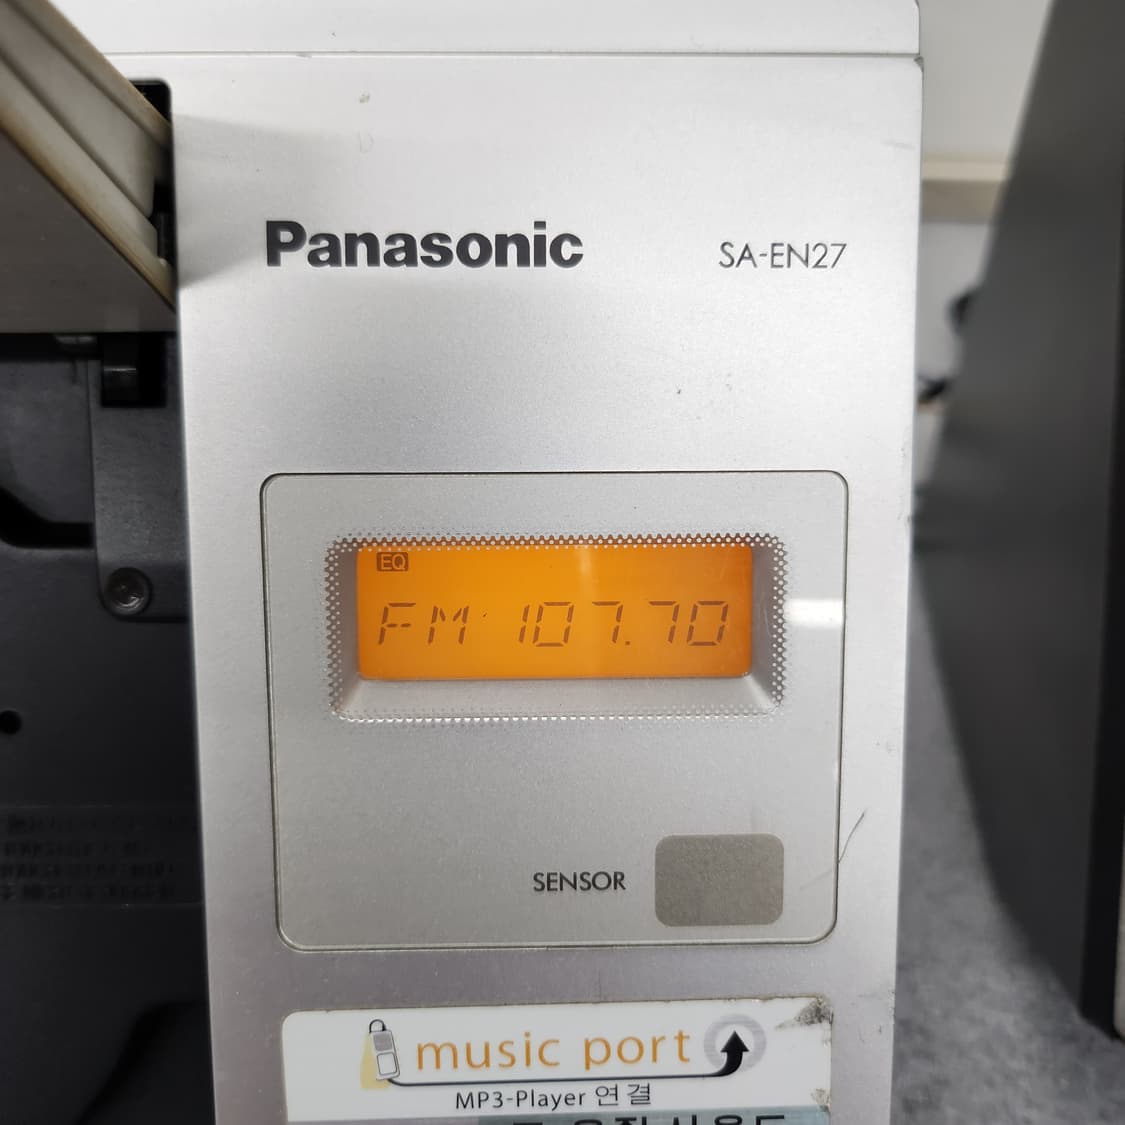 Panasonic
SA-EN27
EQ
FM 107.70
SENSOR
music port
MP3-Player 연결